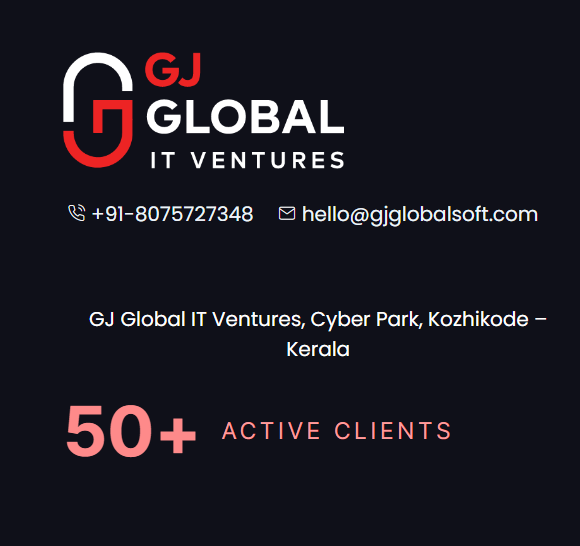 GJ
GLOBAL
IT VENTURES
+91-8075727348 hello@gjglobalsoft.com
GJ Global IT Ventures, Cyber Park, Kozhikode –
Kerala
50+ ACTIVE CLIENTS